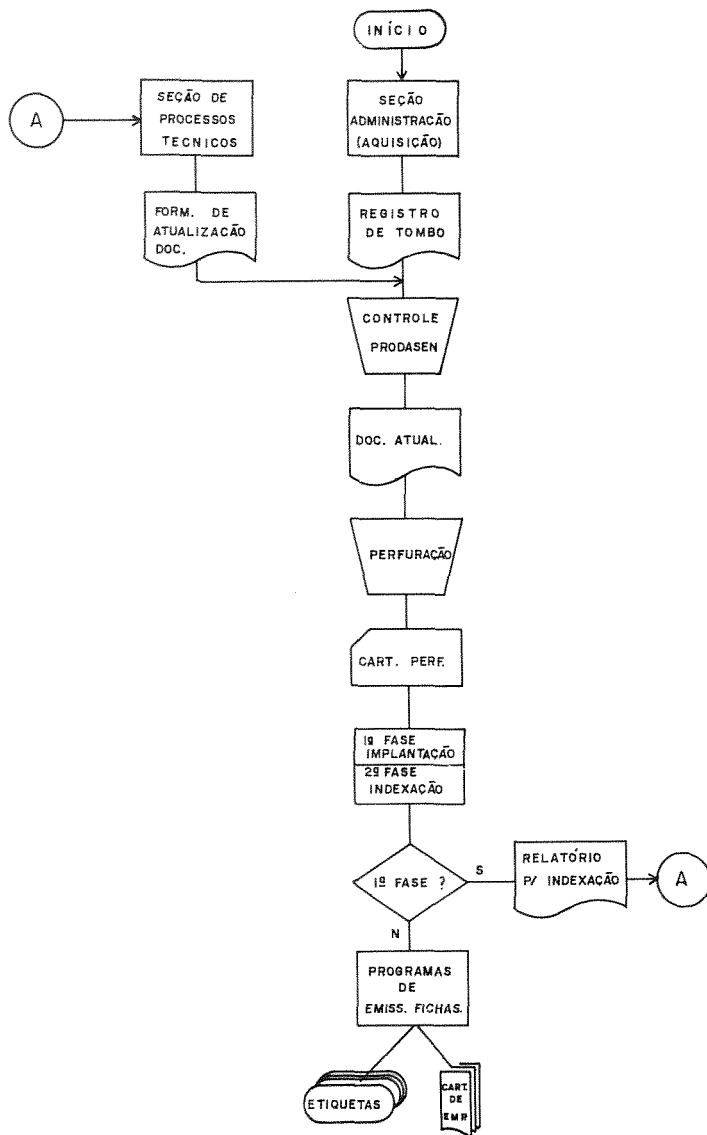 INÍCIO
A
SEÇÃO DE
PROCESSOS
TECNICOS
SEÇÃO
ADMINISTRAÇÃO
(AQUISIÇÃO)
FORM. DE
ATUALIZACÃO
DOC.
REGISTRO
DE TOMBO
CONTROLE
PRODASEN
DOC. ATUAL.
PERFURAÇÃO
CART. PERF.
1ª FASE
IMPLANTAÇÃO
2ª FASE
INDEXAÇÃO
1ª FASE ?
S
RELATÓRIO
P/ INDEXAÇÃO
A
N
PROGRAMAS
DE
EMISS. FICHAS.
ETIQUETAS
CART.
DE
EMP.